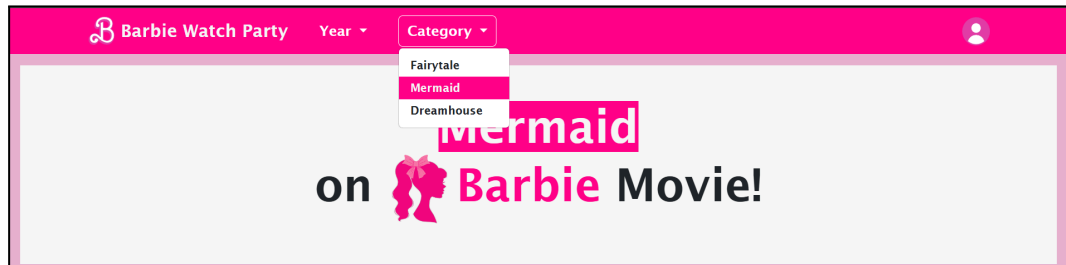 Barbie Watch Party Year Category
Fairytale
Mermaid
Dreamhouse
Mermaid
on Barbie Movie!